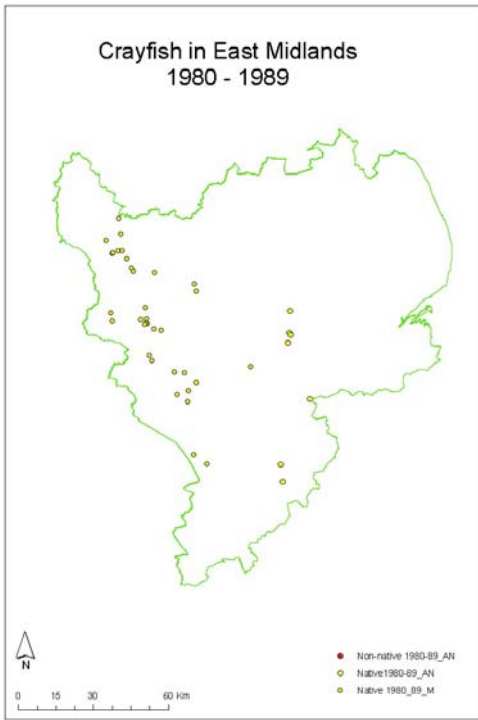 Crayfish in East Midlands
1980 - 1989
N
0 15 30 60 Km
Non-native 1980-89_AN
Native1980-89_AN
Native 1980_89_M